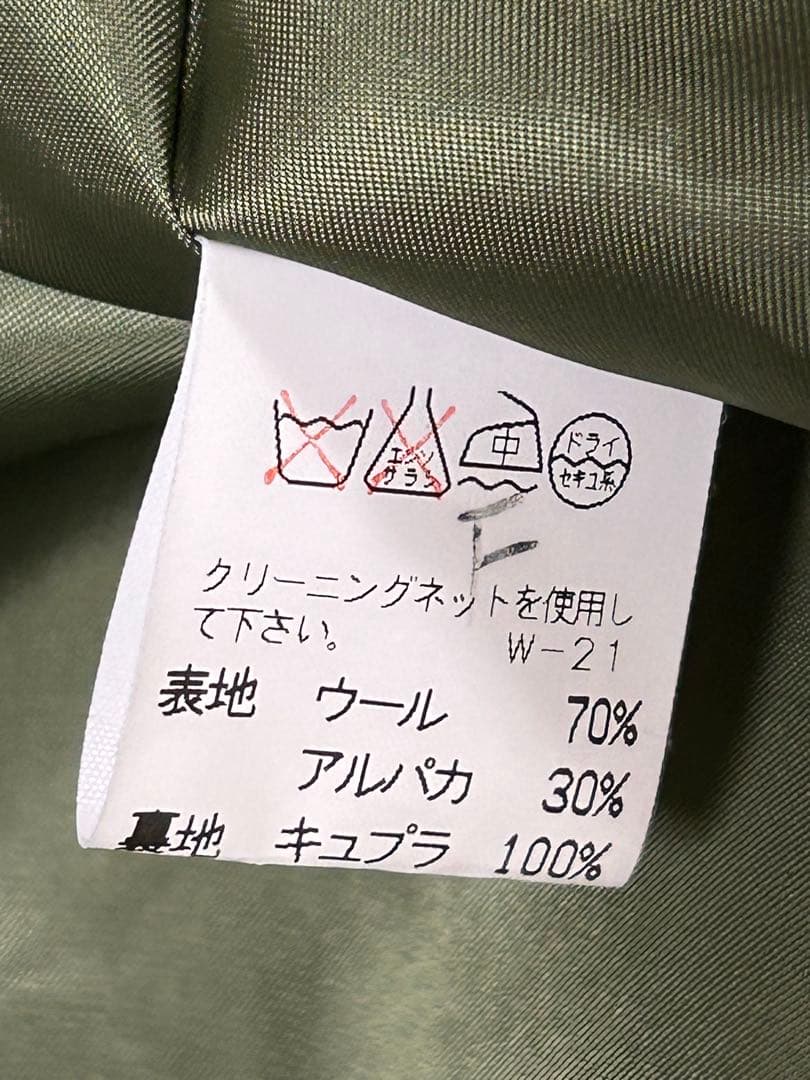 エンソ
サラシ
中
ドライ
セキユ系
F
クリーニングネットを使用し
て下さい。
W-21
表地 ウール 70%
アルパカ 30%
裏地 キュプラ 100%